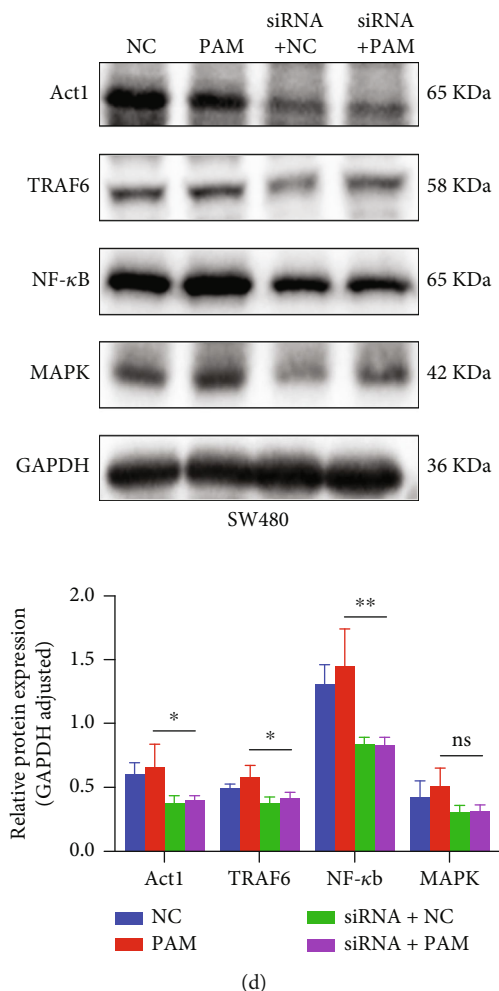 NC PAM siRNA +NC siRNA +PAM
Act1 65 KDa
TRAF6 58 KDa
NF-κB 65 KDa
MAPK 42 KDa
GAPDH 36 KDa
SW480
Relative protein expression
(GAPDH adjusted)
2.0
1.5
1.0
0.5
0.0
* * ** ns
Act1 TRAF6 NF-κb MAPK
NC siRNA + NC
PAM siRNA + PAM
(d)